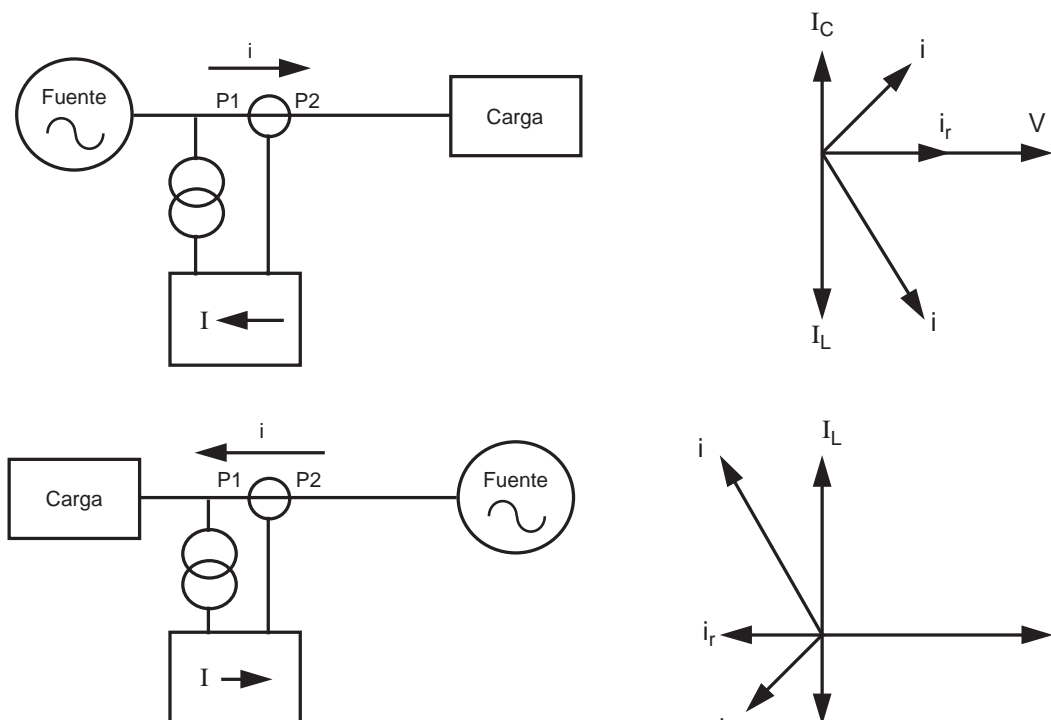 i
Fuente
P1 P2
Carga
I
I_C
i
i_r V
i
I_L
i
P1 P2
Carga
Fuente
I
I_L
i
i_r